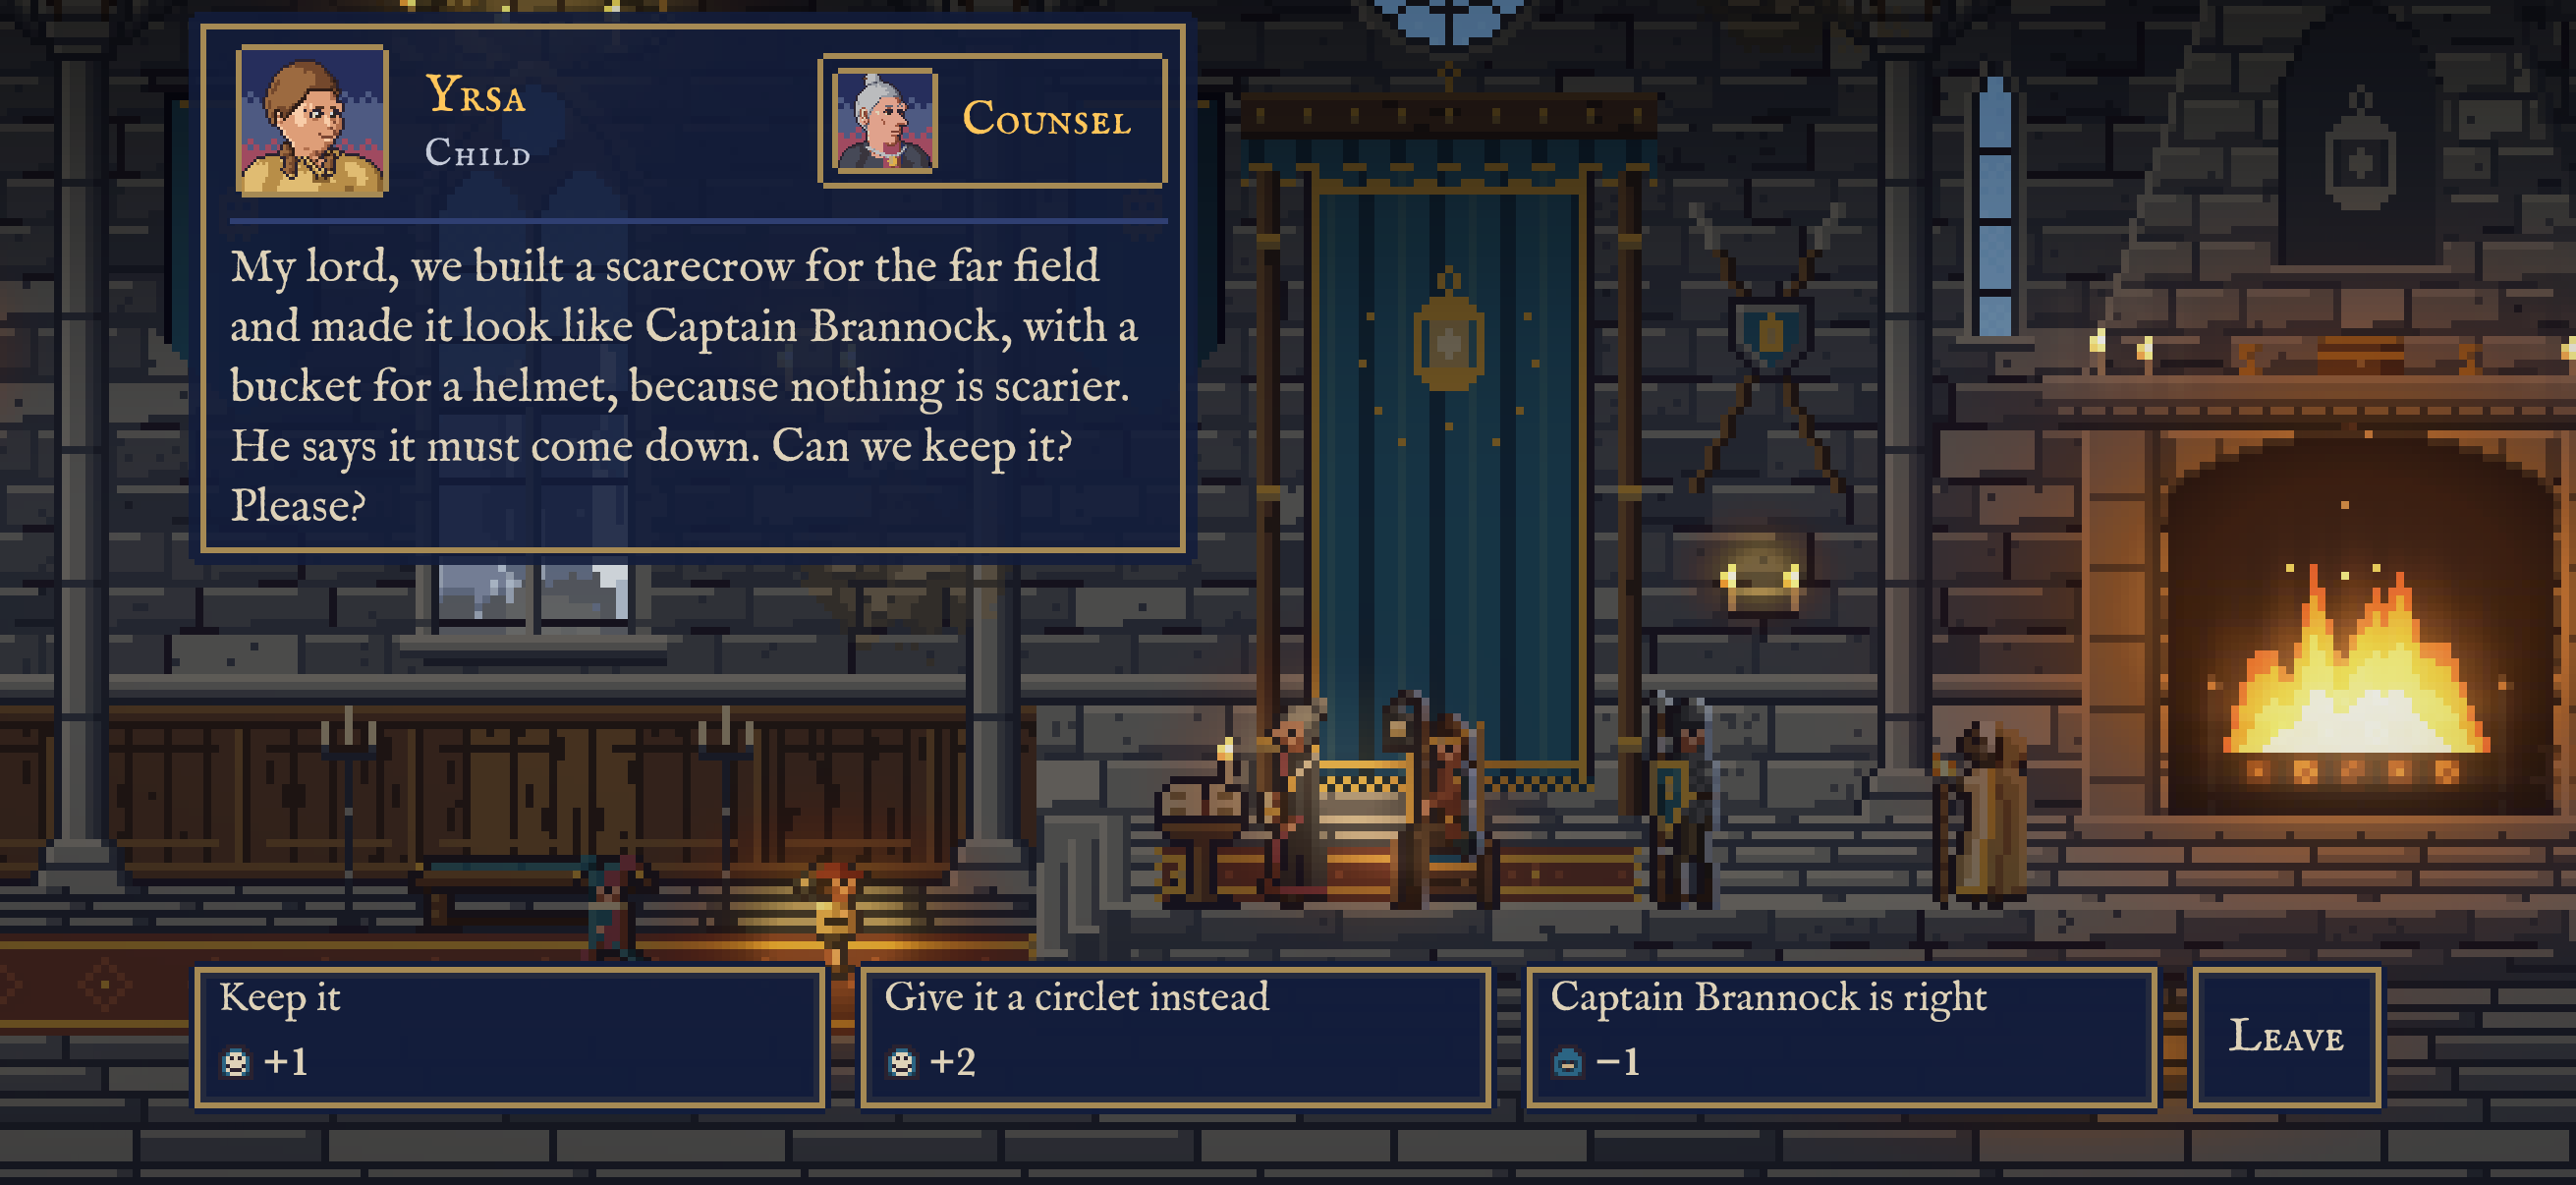 Yrsa
Child
Counsel
My lord, we built a scarecrow for the far field
and made it look like Captain Brannock, with a
bucket for a helmet, because nothing is scarier.
He says it must come down. Can we keep it?
Please?
Keep it
+1
Give it a circlet instead
+2
Captain Brannock is right
−1
Leave